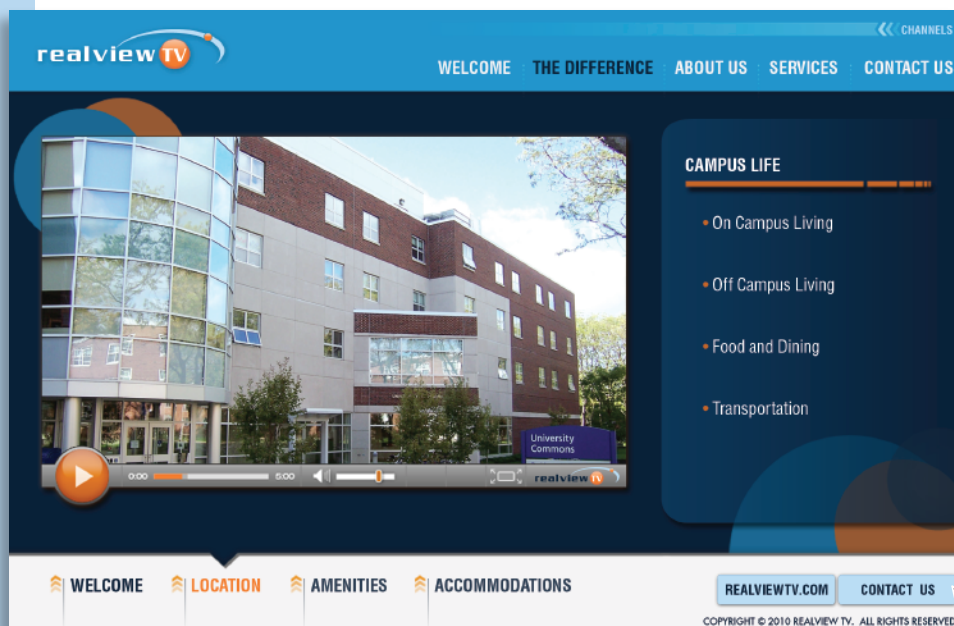 CHANNELS
realview TV
WELCOME THE DIFFERENCE ABOUT US SERVICES CONTACT US
CAMPUS LIFE
• On Campus Living
• Off Campus Living
• Food and Dining
• Transportation
University
Commons
0:00 5:00
realview TV
WELCOME LOCATION AMENITIES ACCOMMODATIONS
REALVIEWTV.COM CONTACT US
COPYRIGHT © 2010 REALVIEW TV. ALL RIGHTS RESERVED